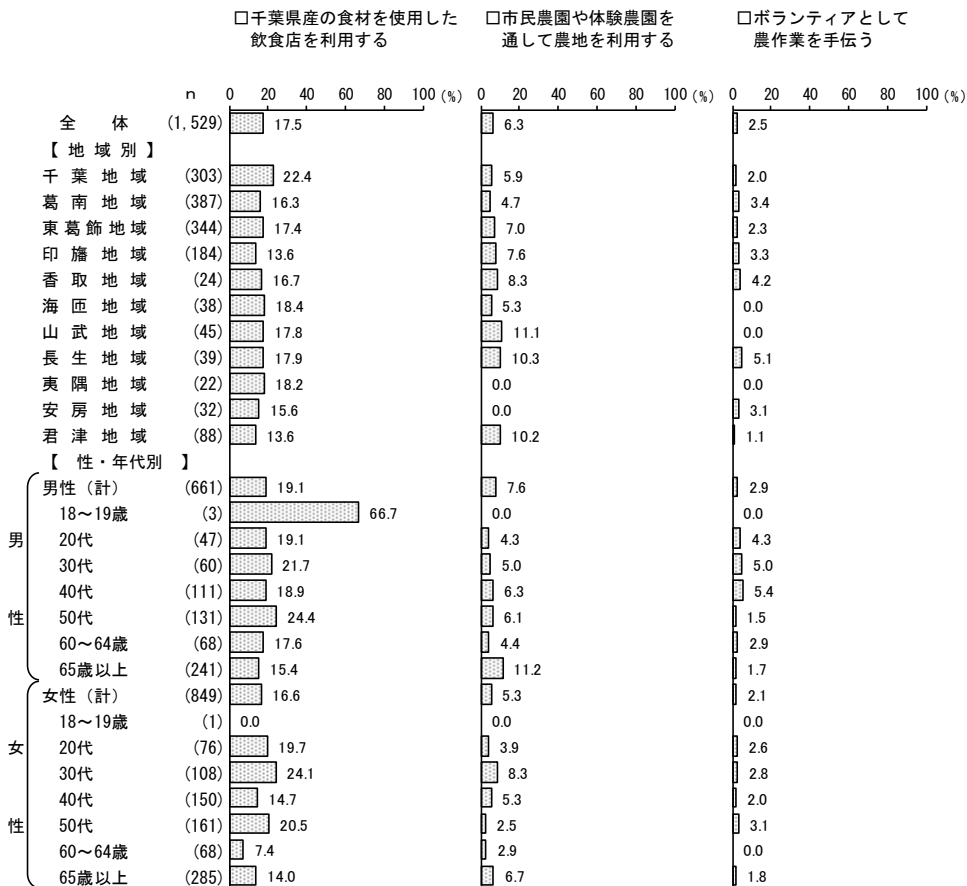 □千葉県産の食材を使用した
飲食店を利用する
□市民農園や体験農園を
通して農地を利用する
□ボランティアとして
農作業を手伝う
n 0 20 40 60 80 100 (%) 0 20 40 60 80 100 (%) 0 20 40 60 80 100 (%)
全体 (1,529) 17.5 6.3 2.5
【地域別】
千葉地域 (303) 22.4 5.9 2.0
葛南地域 (387) 16.3 4.7 3.4
東葛飾地域 (344) 17.4 7.0 2.3
印旛地域 (184) 13.6 7.6 3.3
香取地域 (24) 16.7 8.3 4.2
海匝地域 (38) 18.4 5.3 0.0
山武地域 (45) 17.8 11.1 0.0
長生地域 (39) 17.9 10.3 5.1
夷隅地域 (22) 18.2 0.0 0.0
安房地域 (32) 15.6 0.0 3.1
君津地域 (88) 13.6 10.2 1.1
【 性・年代別 】
男性（計） (661) 19.1 7.6 2.9
18～19歳 (3) 66.7 0.0 0.0
男 20代 (47) 19.1 4.3 4.3
30代 (60) 21.7 5.0 5.0
40代 (111) 18.9 6.3 5.4
性 50代 (131) 24.4 6.1 1.5
60～64歳 (68) 17.6 4.4 2.9
65歳以上 (241) 15.4 11.2 1.7
女性（計） (849) 16.6 5.3 2.1
18～19歳 (1) 0.0 0.0 0.0
女 20代 (76) 19.7 3.9 2.6
30代 (108) 24.1 8.3 2.8
40代 (150) 14.7 5.3 2.0
性 50代 (161) 20.5 2.5 3.1
60～64歳 (68) 7.4 2.9 0.0
65歳以上 (285) 14.0 6.7 1.8